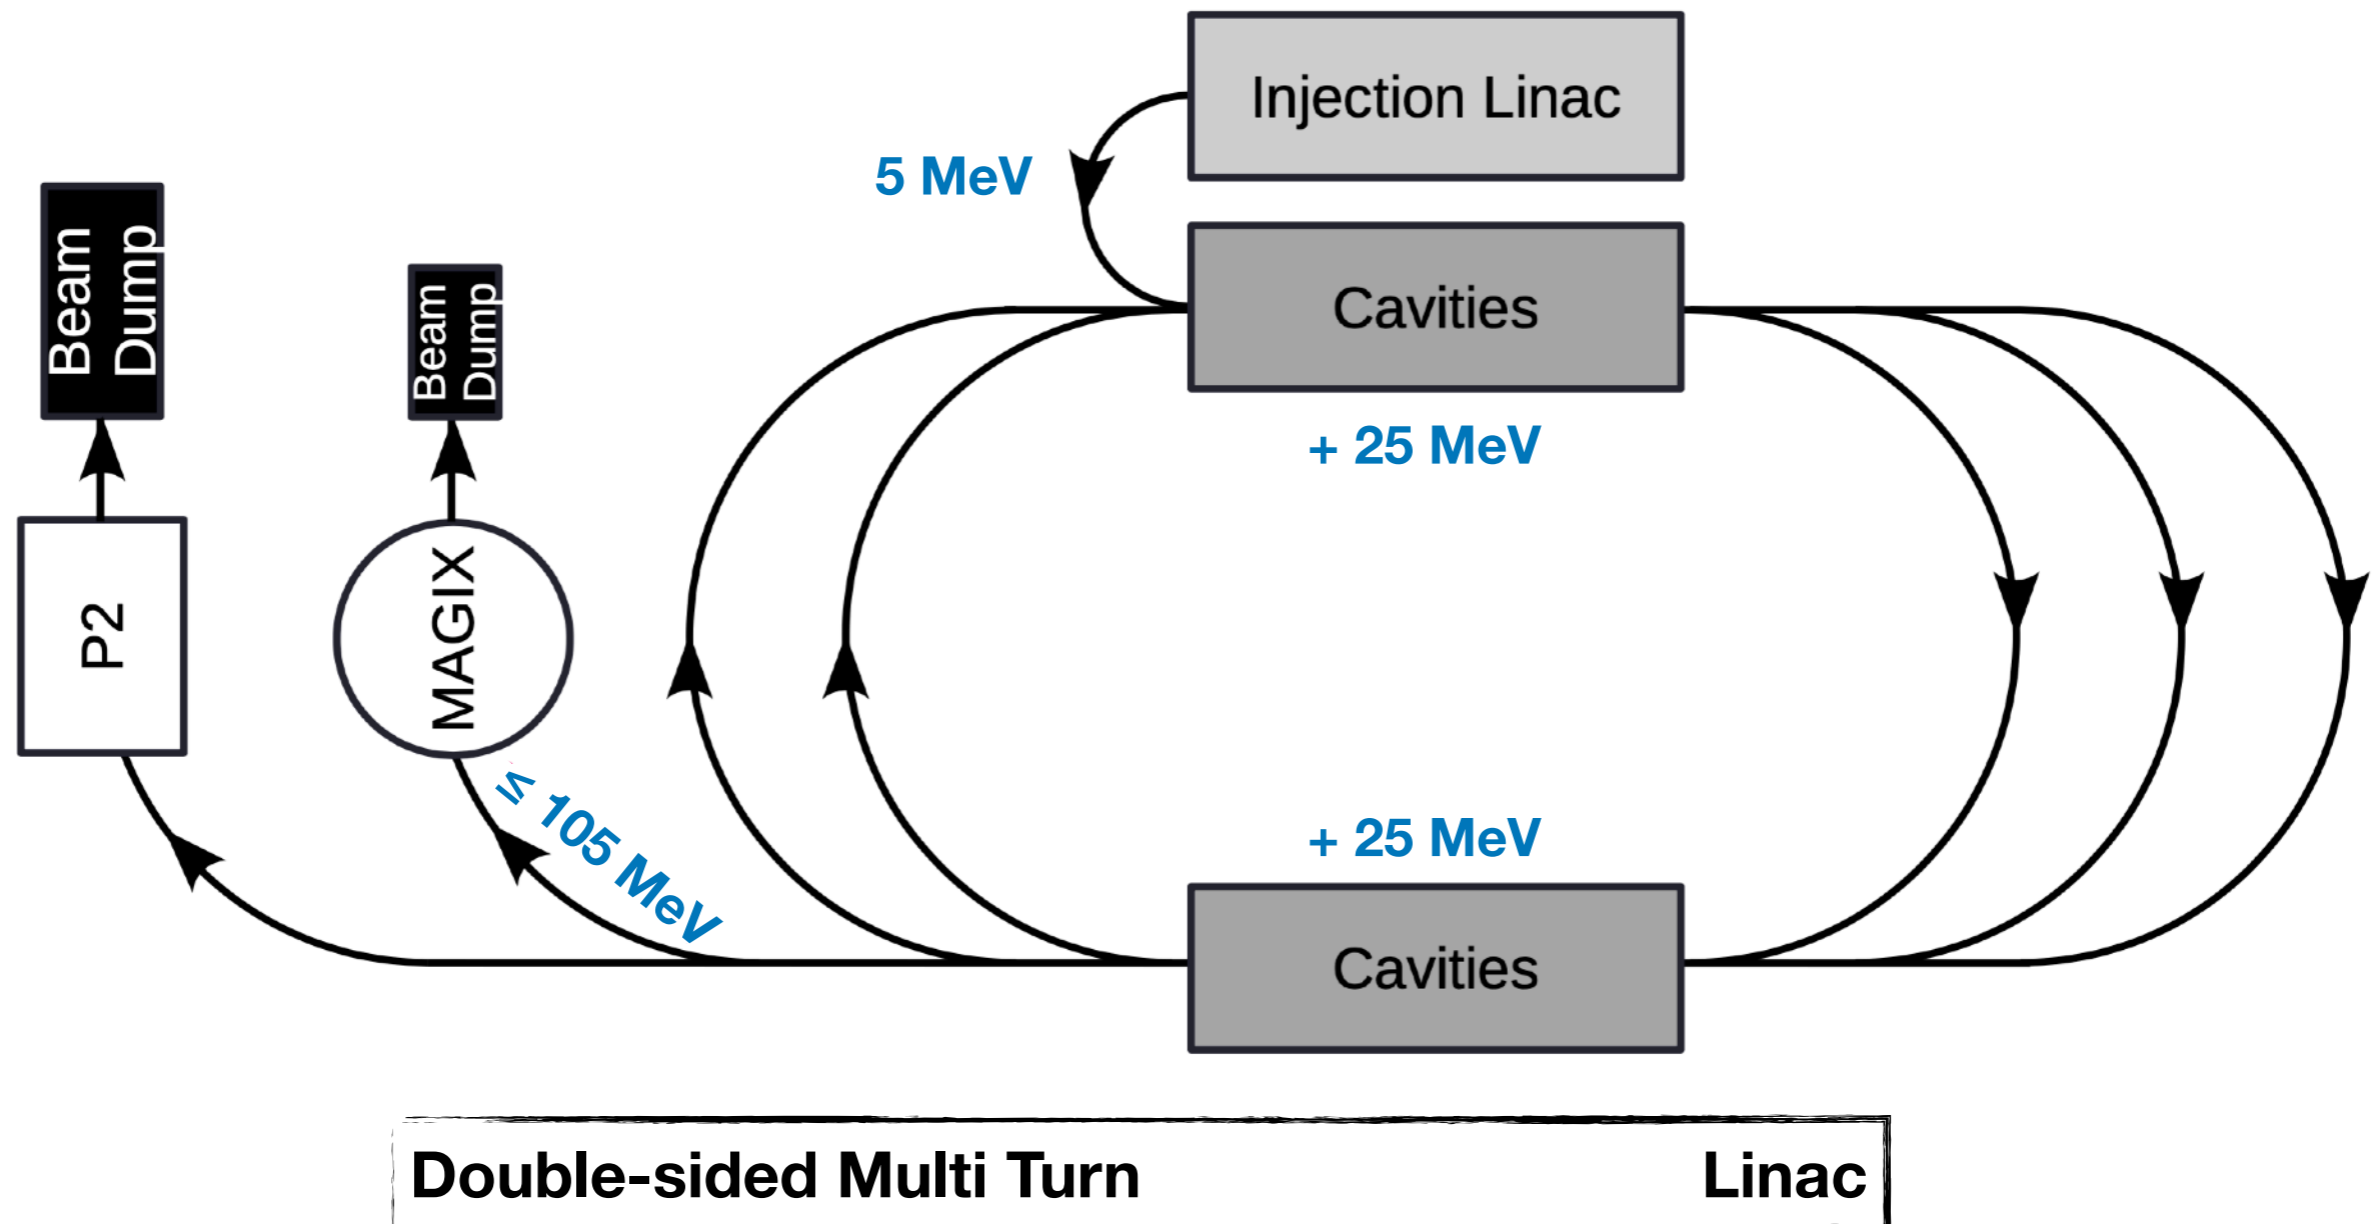 Injection Linac
5 MeV
Cavities
+ 25 MeV
Beam
Dump
Beam
Dump
P2
MAGIX
≤ 105 MeV
+ 25 MeV
Cavities
Double-sided Multi Turn Linac